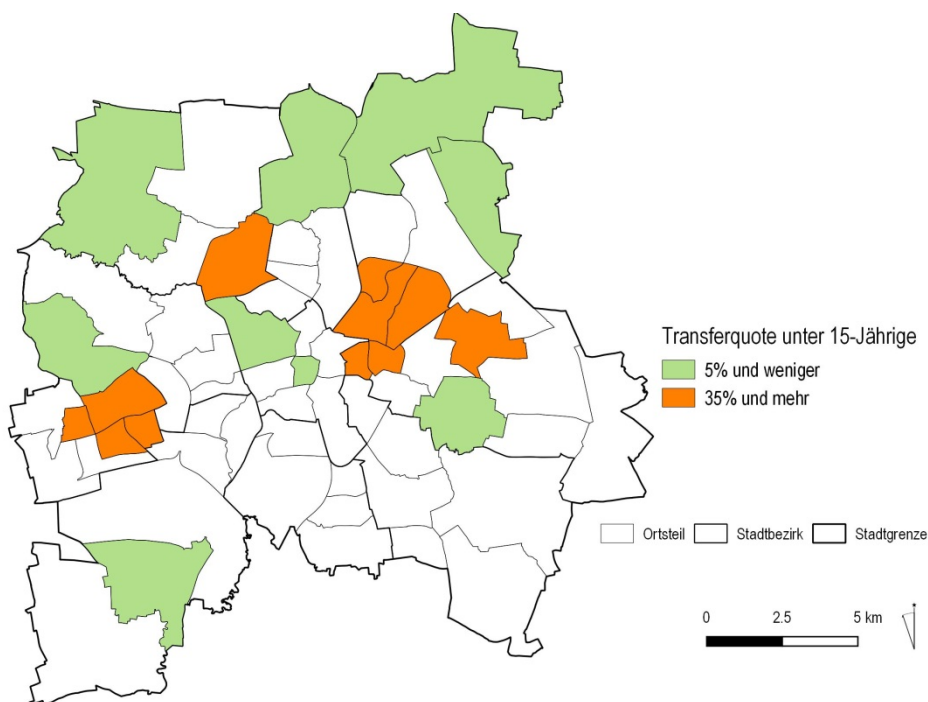 Transferquote unter 15-Jährige
5% und weniger
35% und mehr
Ortsteil Stadtbezirk Stadtgrenze
0 2.5 5 km